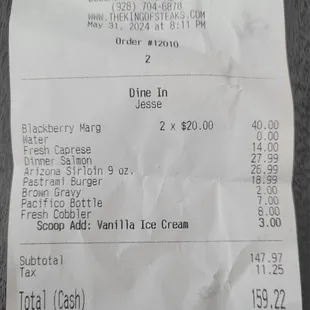 (928) 704-6878
WWW.THEKINGOFSTEAKS.COM
May 31, 2024 at 8:11 PM
Order #12010
2
Dine In
Jesse
Blackberry Marg 2 x $20.00 40.00
Water 0.00
Fresh Caprese 14.00
Dinner Salmon 27.99
Arizona Sirloin 9 oz. 26.99
Pastrami Burger 18.99
Brown Gravy 2.00
Pacifico Bottle 7.00
Fresh Cobbler 8.00
Scoop Add: Vanilla Ice Cream 3.00
Subtotal 147.97
Tax 11.25
Total (Cash) 159.22